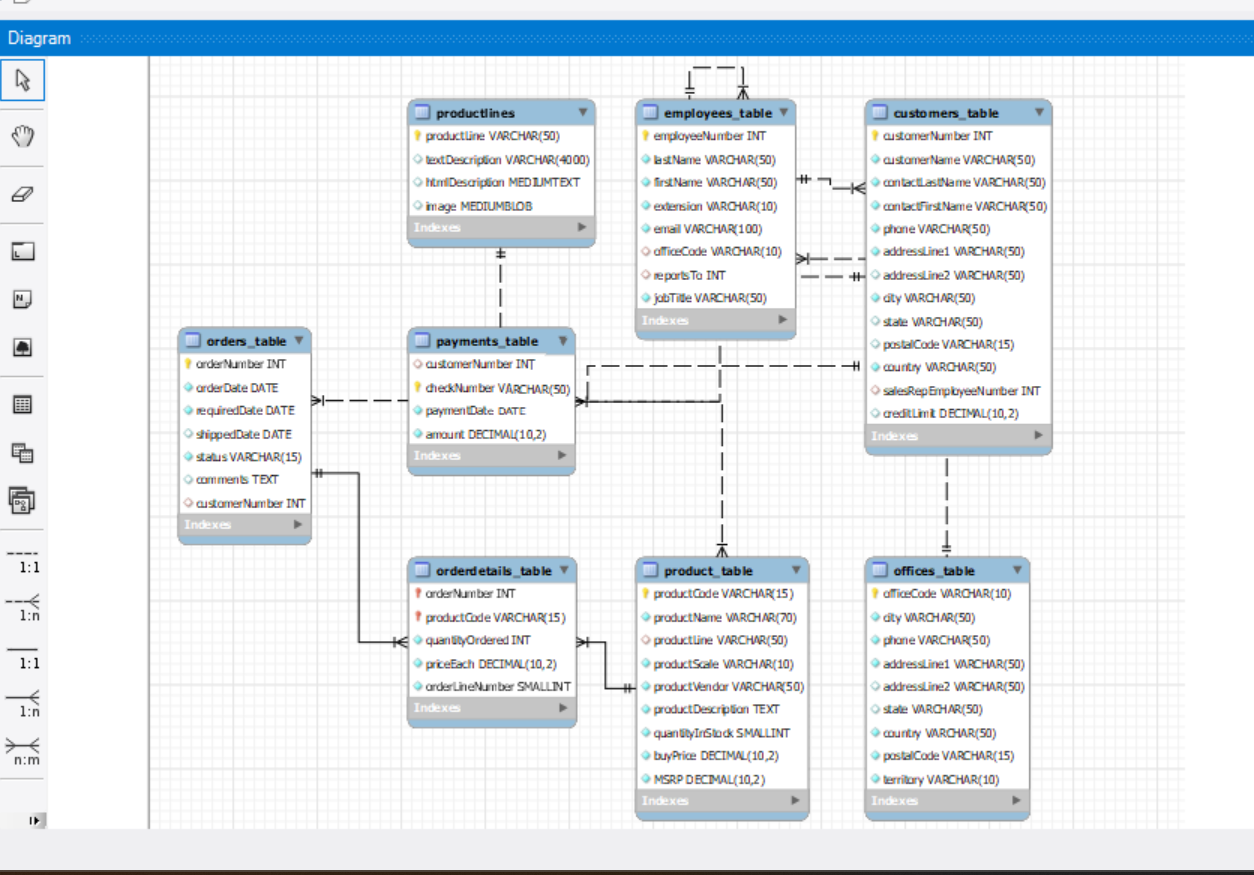 Diagram
productlines
productLine VARCHAR(50)
textDescription VARCHAR(4000)
htmlDescription MEDIUMTEXT
image MEDIUMBLOB
Indexes
employees_table
employeeNumber INT
lastName VARCHAR(50)
firstName VARCHAR(50)
extension VARCHAR(10)
email VARCHAR(100)
officeCode VARCHAR(10)
reportsTo INT
jobTitle VARCHAR(50)
Indexes
customers_table
customerNumber INT
customerName VARCHAR(50)
contactLastName VARCHAR(50)
contactFirstName VARCHAR(50)
phone VARCHAR(50)
addressLine1 VARCHAR(50)
addressLine2 VARCHAR(50)
city VARCHAR(50)
state VARCHAR(50)
postalCode VARCHAR(15)
country VARCHAR(50)
salesRepEmployeeNumber INT
creditLimit DECIMAL(10,2)
Indexes
orders_table
orderNumber INT
orderDate DATE
requiredDate DATE
shippedDate DATE
status VARCHAR(15)
comments TEXT
customerNumber INT
Indexes
payments_table
customerNumber INT
checkNumber VARCHAR(50)
paymentDate DATE
amount DECIMAL(10,2)
Indexes
orderdetails_table
orderNumber INT
productCode VARCHAR(15)
quantityOrdered INT
priceEach DECIMAL(10,2)
orderLineNumber SMALLINT
Indexes
product_table
productCode VARCHAR(15)
productName VARCHAR(70)
productLine VARCHAR(50)
productScale VARCHAR(10)
productVendor VARCHAR(50)
productDescription TEXT
quantityInStock SMALLINT
buyPrice DECIMAL(10,2)
MSRP DECIMAL(10,2)
Indexes
offices_table
officeCode VARCHAR(10)
city VARCHAR(50)
phone VARCHAR(50)
addressLine1 VARCHAR(50)
addressLine2 VARCHAR(50)
state VARCHAR(50)
country VARCHAR(50)
postalCode VARCHAR(15)
territory VARCHAR(10)
Indexes
1:1
1:n
1:1
1:n
n:m